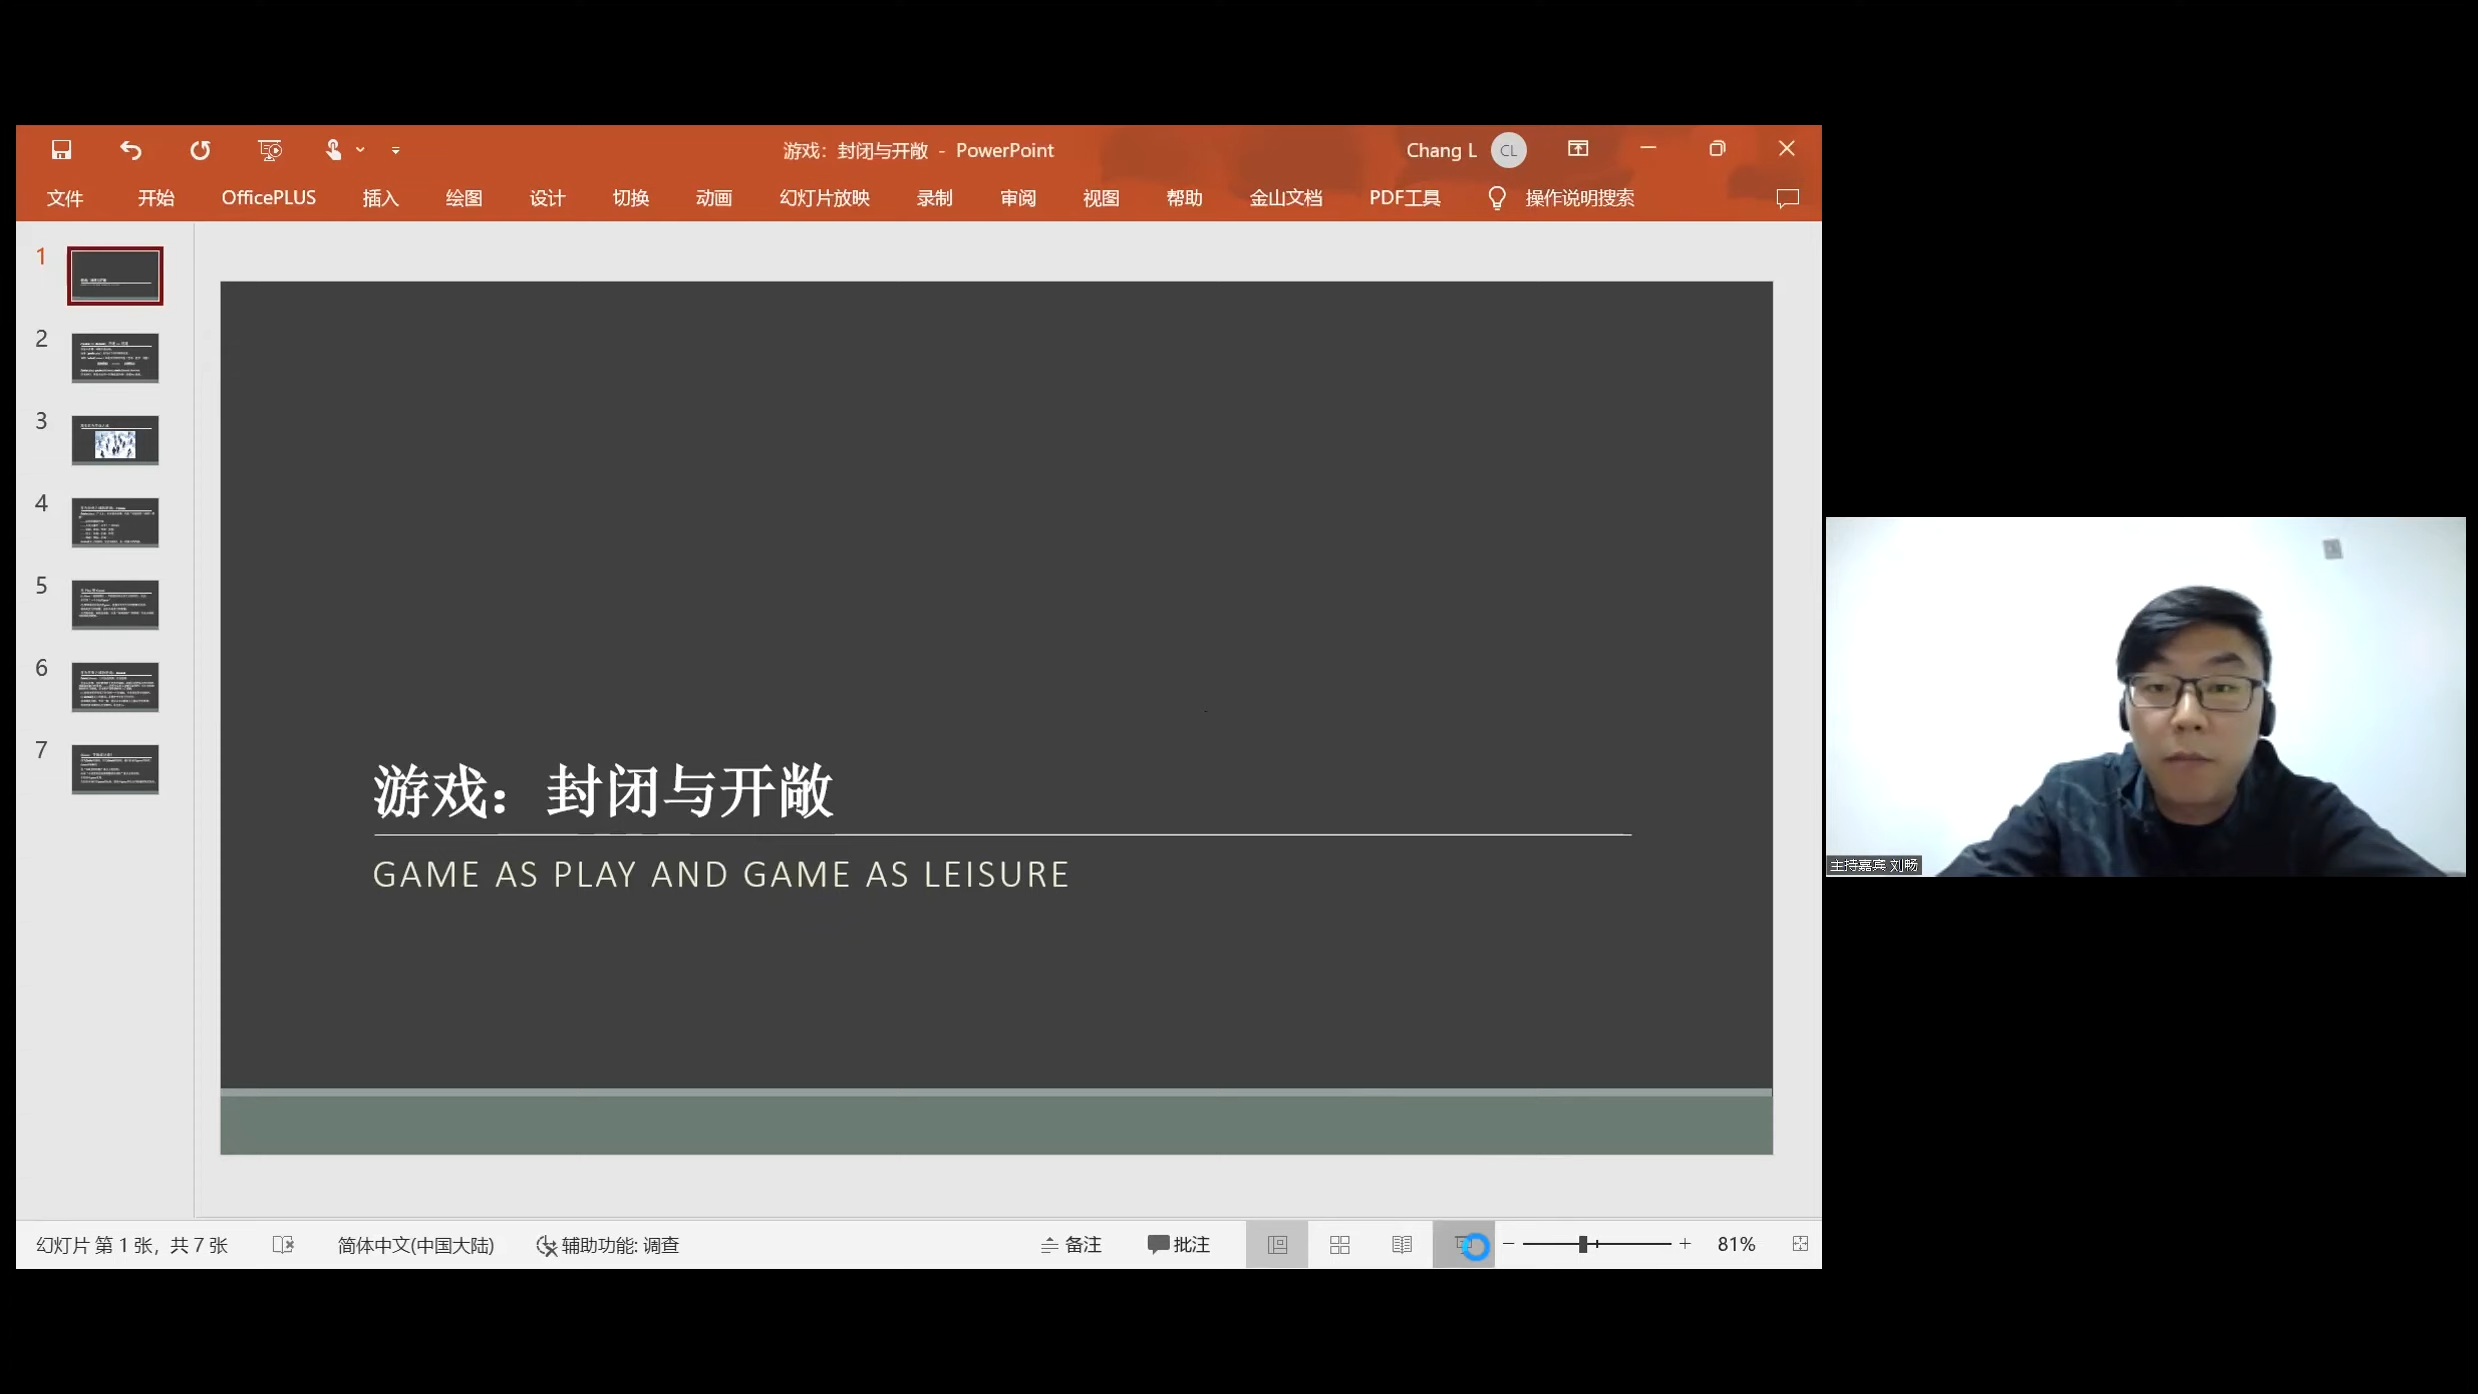 游戏：封闭与开敞 - PowerPoint
Chang L
CL
文件 开始 OfficePLUS 插入 绘图 设计 切换 动画 幻灯片放映 录制 审阅 视图 帮助 金山文档 PDF工具 操作说明搜索
1
2
3
4
5
6
7
游戏：封闭与开敞
GAME AS PLAY AND GAME AS LEISURE
主持嘉宾 刘畅
幻灯片 第 1 张，共 7 张 简体中文(中国大陆) 辅助功能: 调查 备注 批注 81%